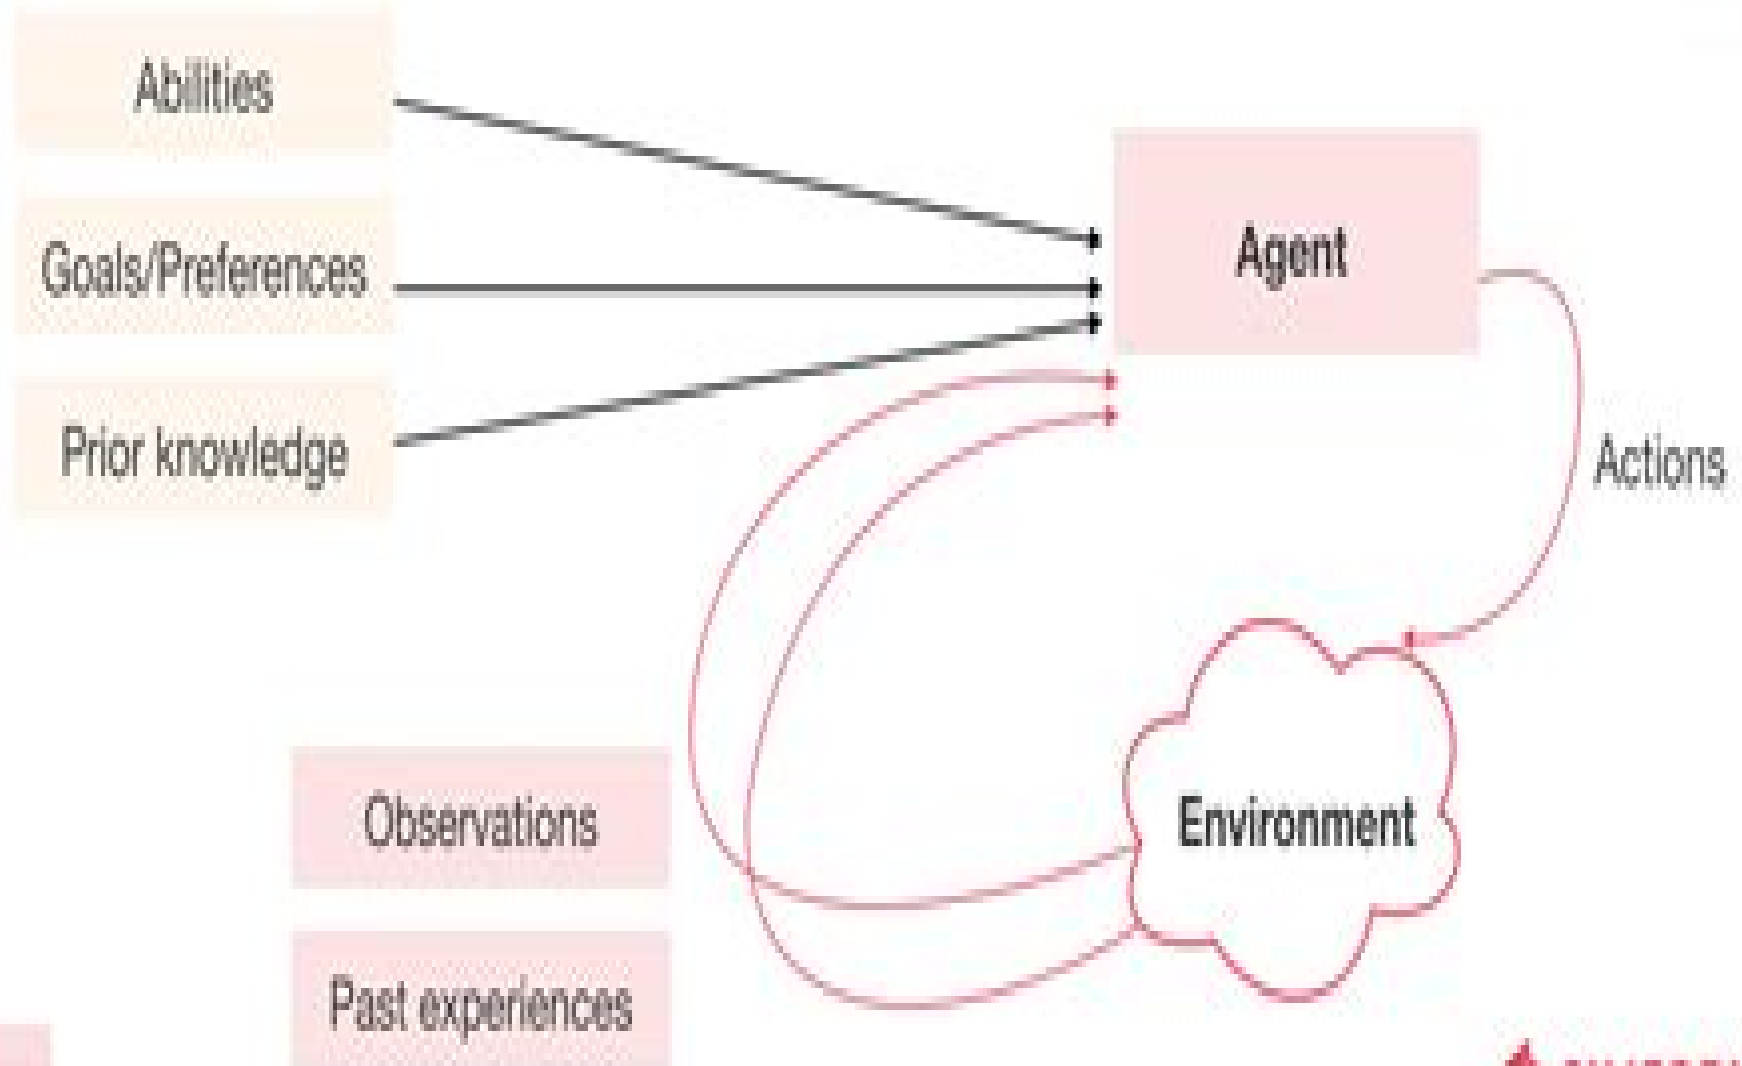 Abilities
Goals/Preferences
Prior knowledge
Agent
Actions
Observations
Past experiences
Environment